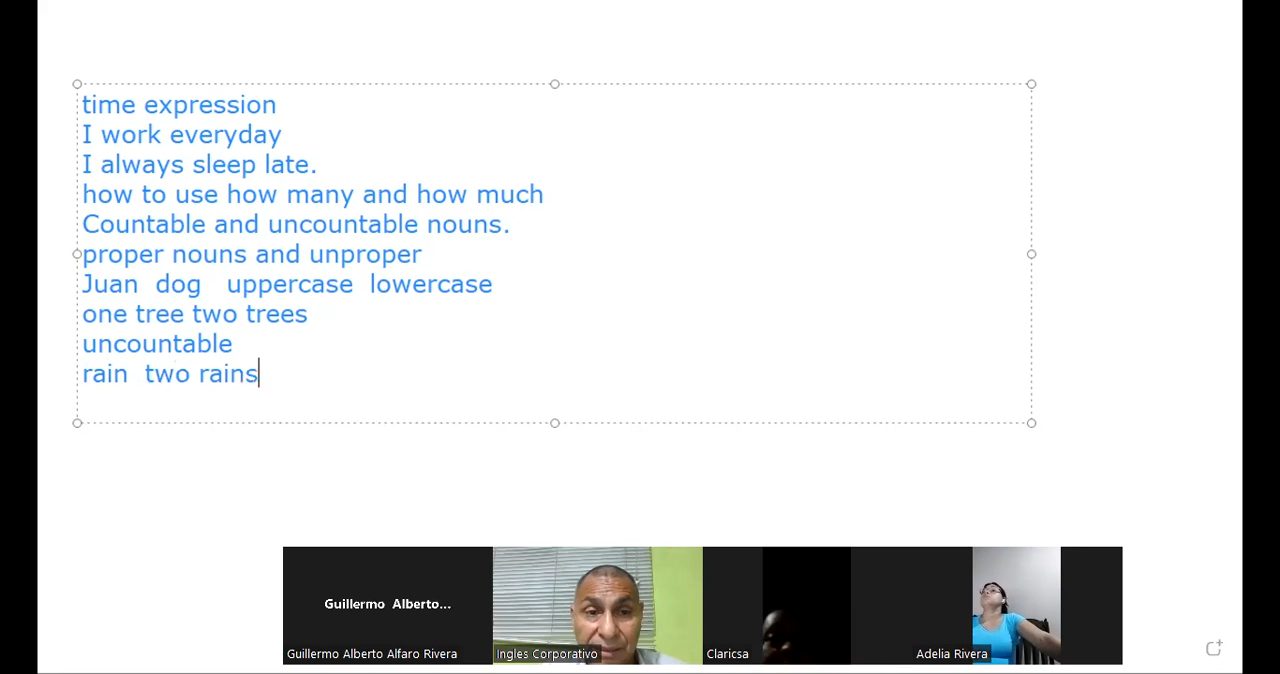 time expression
I work everyday
I always sleep late.
how to use how many and how much
Countable and uncountable nouns.
proper nouns and unproper
Juan dog uppercase lowercase
one tree two trees
uncountable
rain two rains
Guillermo Alberto...
Guillermo Alberto Alfaro Rivera
Ingles Corporativo
Claricsa
Adelia Rivera